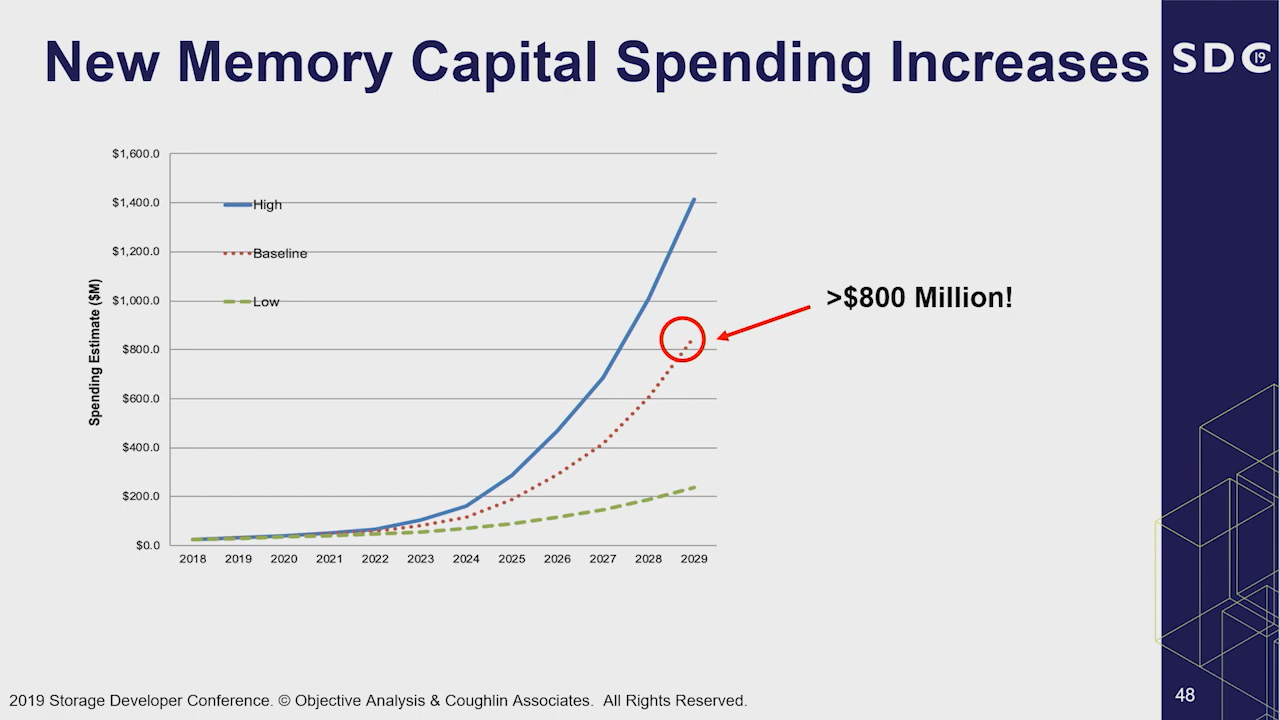 New Memory Capital Spending Increases
SDC
19
$1,600.0
$1,400.0
$1,200.0
$1,000.0
$800.0
$600.0
$400.0
$200.0
$0.0
Spending Estimate ($M)
High
Baseline
Low
2018 2019 2020 2021 2022 2023 2024 2025 2026 2027 2028 2029
>$800 Million!
2019 Storage Developer Conference. © Objective Analysis & Coughlin Associates.  All Rights Reserved.
48